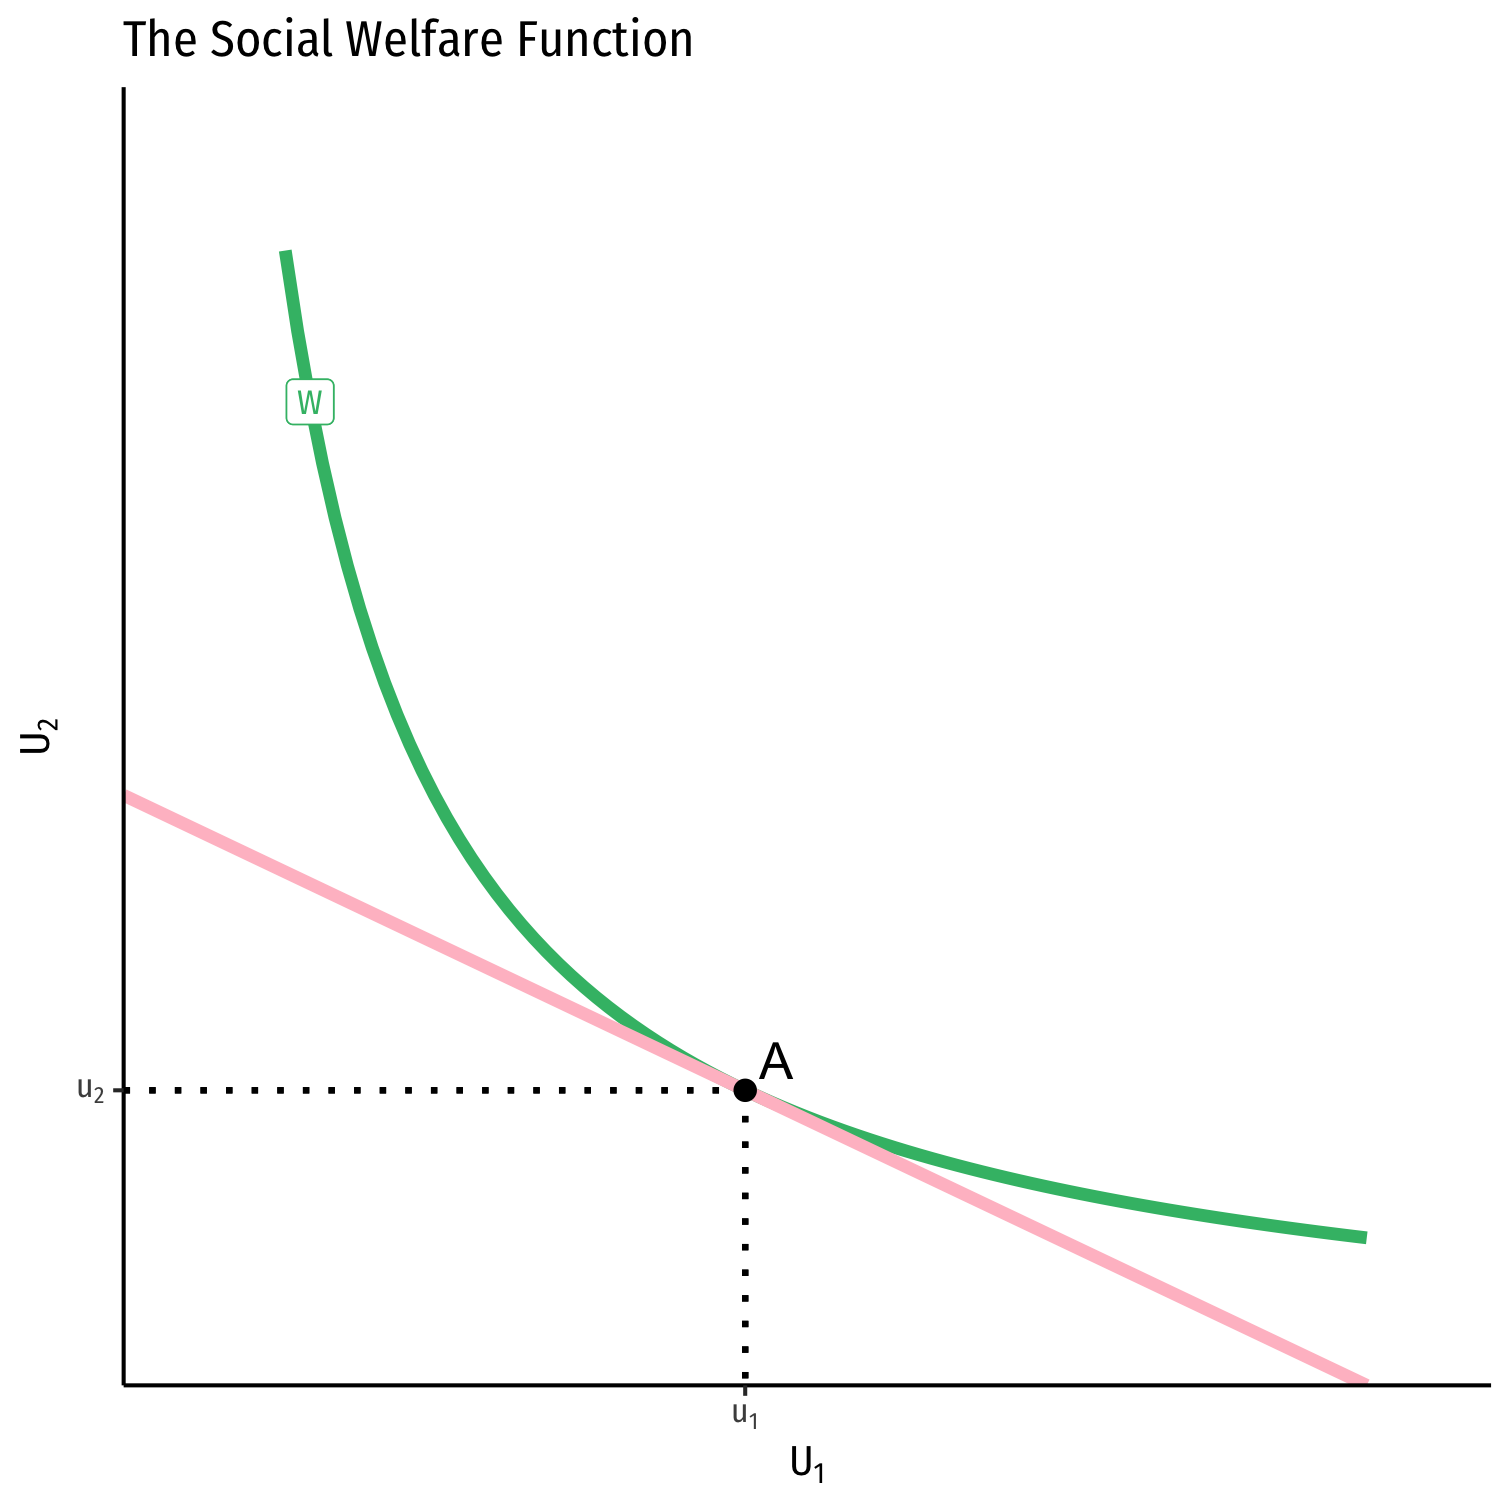 The Social Welfare Function
W
U₂
A
u₂
u₁
U₁